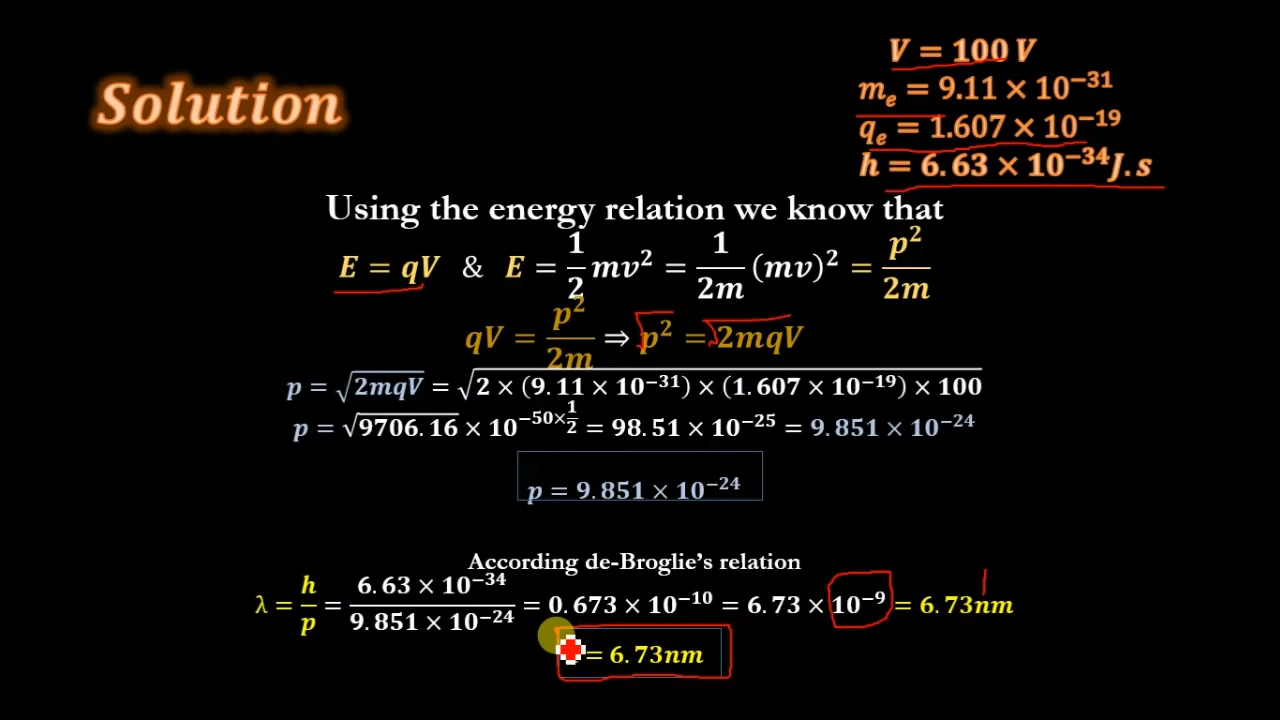 V = 100 V
Solution
mₑ = 9.11 × 10⁻³¹
qₑ = 1.607 × 10⁻¹⁹
h = 6.63 × 10⁻³⁴J.s
Using the energy relation we know that
E = qV & E = 1/2 mv² = 1/2m (mv)² = p²/2m
qV = p²/2m ⇒ p² = 2mqV
p = √2mqV = √2 × (9.11 × 10⁻³¹) × (1.607 × 10⁻¹⁹) × 100
p = √9706.16 × 10^(−50×1/2) = 98.51 × 10⁻²⁵ = 9.851 × 10⁻²⁴
p = 9.851 × 10⁻²⁴
According de-Broglie's relation
λ = h/p = 6.63 × 10⁻³⁴/9.851 × 10⁻²⁴ = 0.673 × 10⁻¹⁰ = 6.73 × 10⁻⁹ = 6.73nm
= 6.73nm